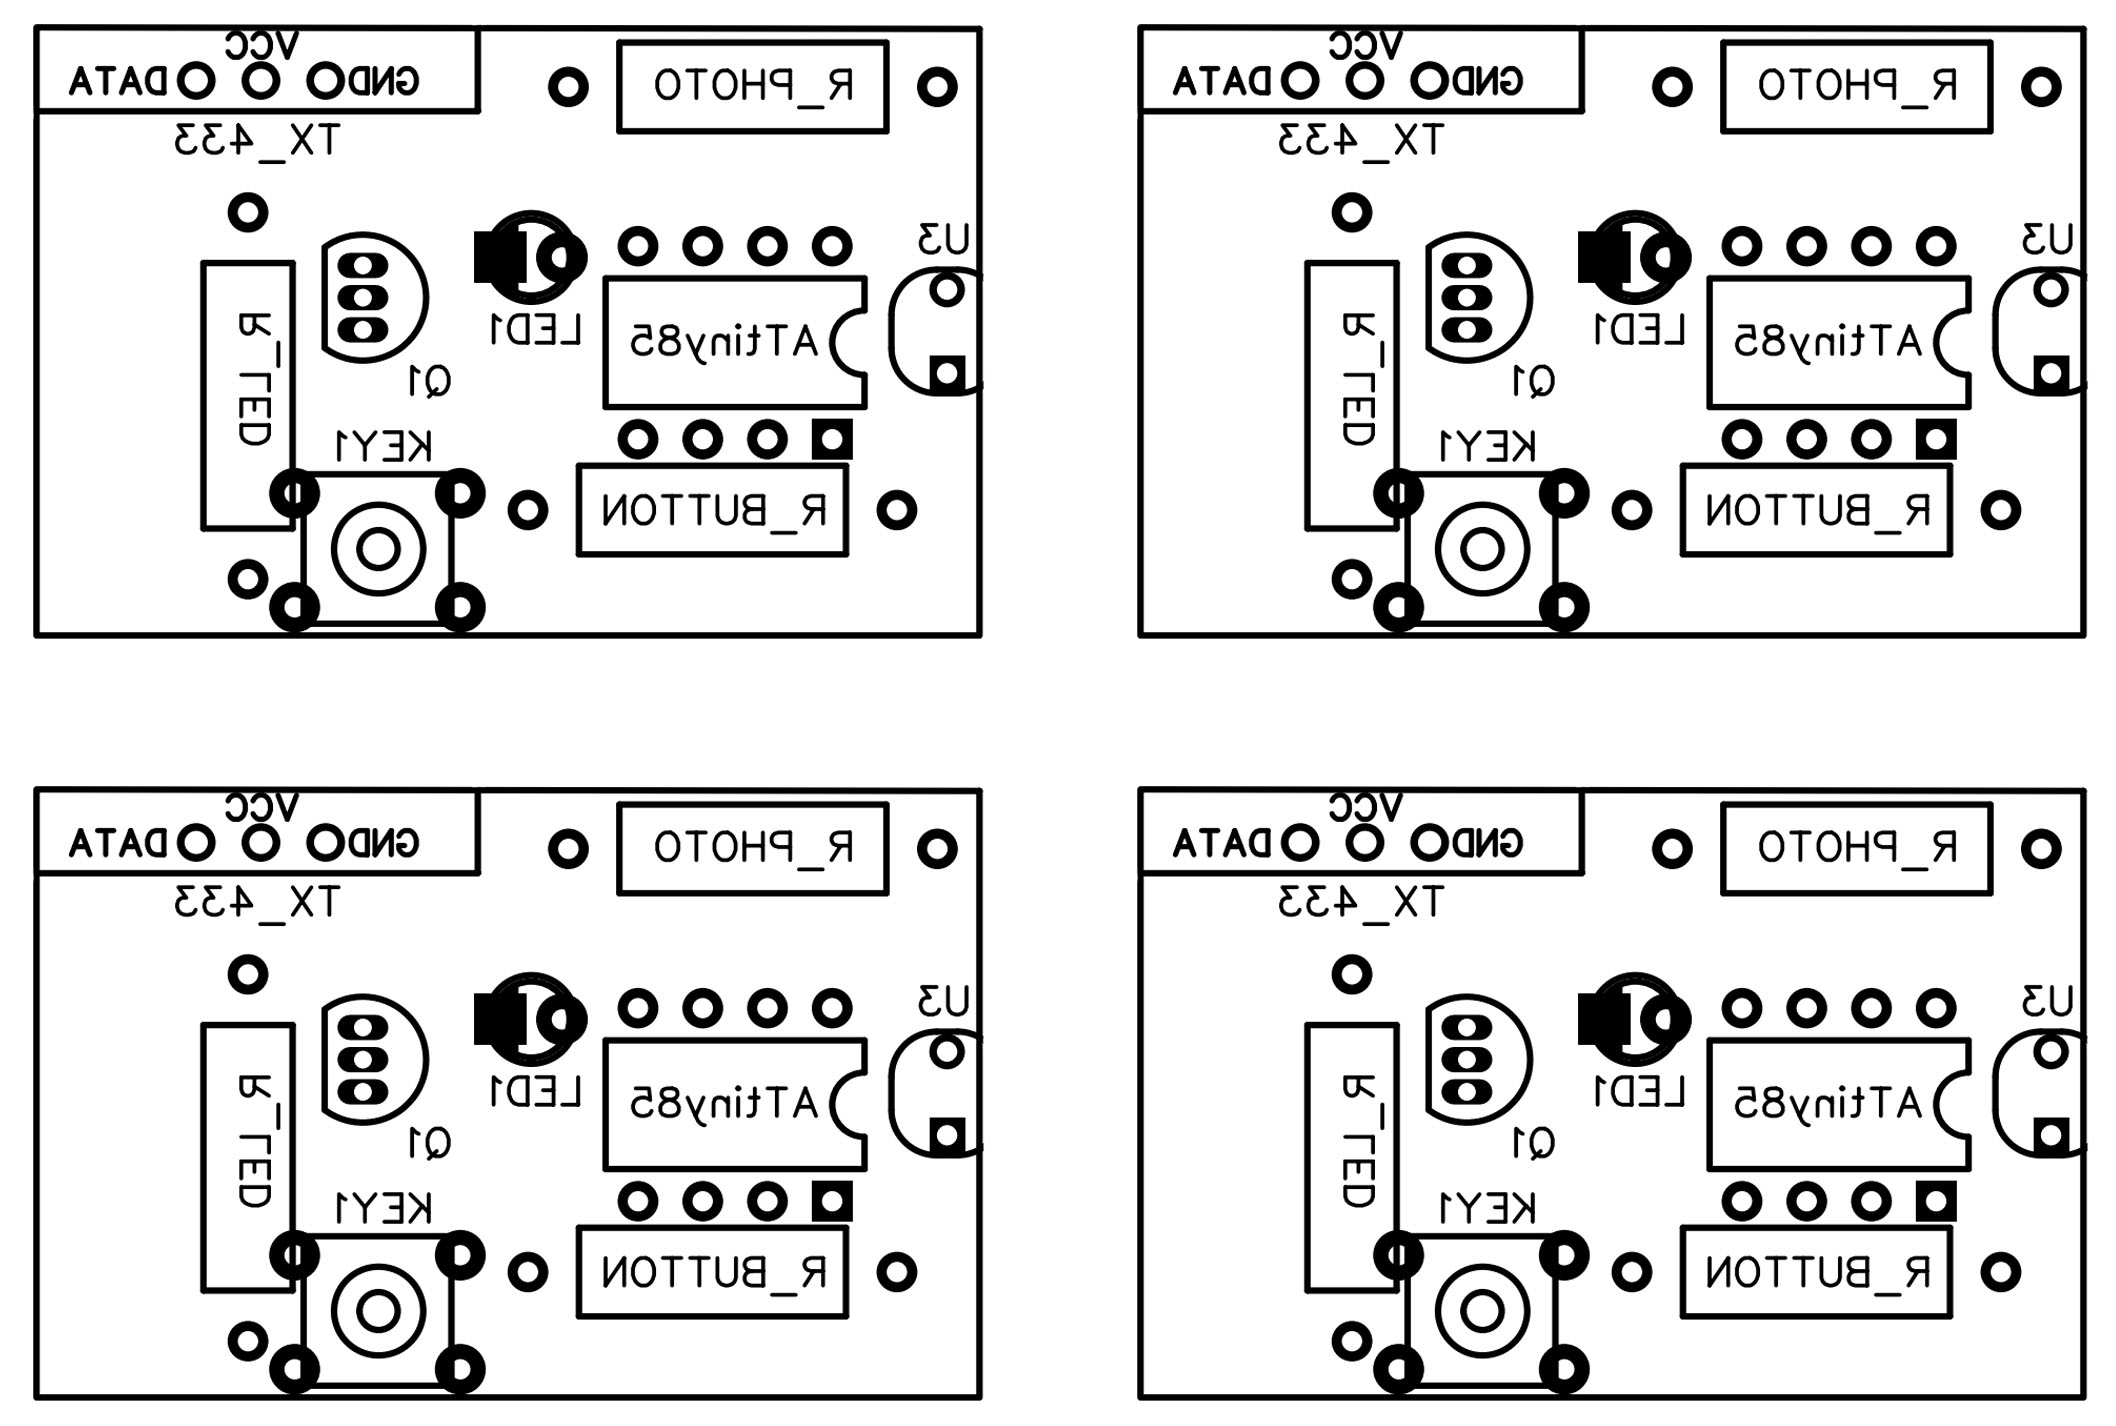 VCC
DATA GND
R_PHOTO
TX_433
U3
LED1
ATtiny85
R_LED
Q1
KEY1
R_BUTTON
VCC
DATA GND
R_PHOTO
TX_433
U3
LED1
ATtiny85
R_LED
Q1
KEY1
R_BUTTON
VCC
DATA GND
R_PHOTO
TX_433
U3
LED1
ATtiny85
R_LED
Q1
KEY1
R_BUTTON
VCC
DATA GND
R_PHOTO
TX_433
U3
LED1
ATtiny85
R_LED
Q1
KEY1
R_BUTTON